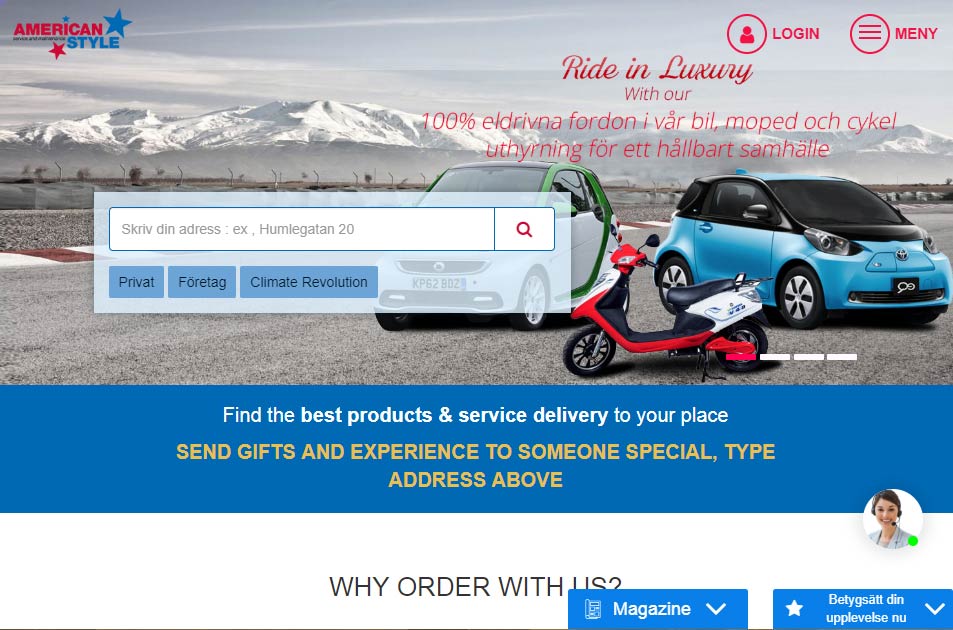 AMERICAN
service and maintenance
STYLE
LOGIN
MENY
Ride in Luxury
With our
100% eldrivna fordon i vår bil, moped och cykel
uthyrning för ett hållbart samhälle
Skriv din adress : ex , Humlegatan 20
Privat
Företag
Climate Revolution
KP62 BDZ
Find the best products & service delivery to your place
SEND GIFTS AND EXPERIENCE TO SOMEONE SPECIAL, TYPE
ADDRESS ABOVE
WHY ORDER WITH US?
Magazine
Betygsätt din
upplevelse nu